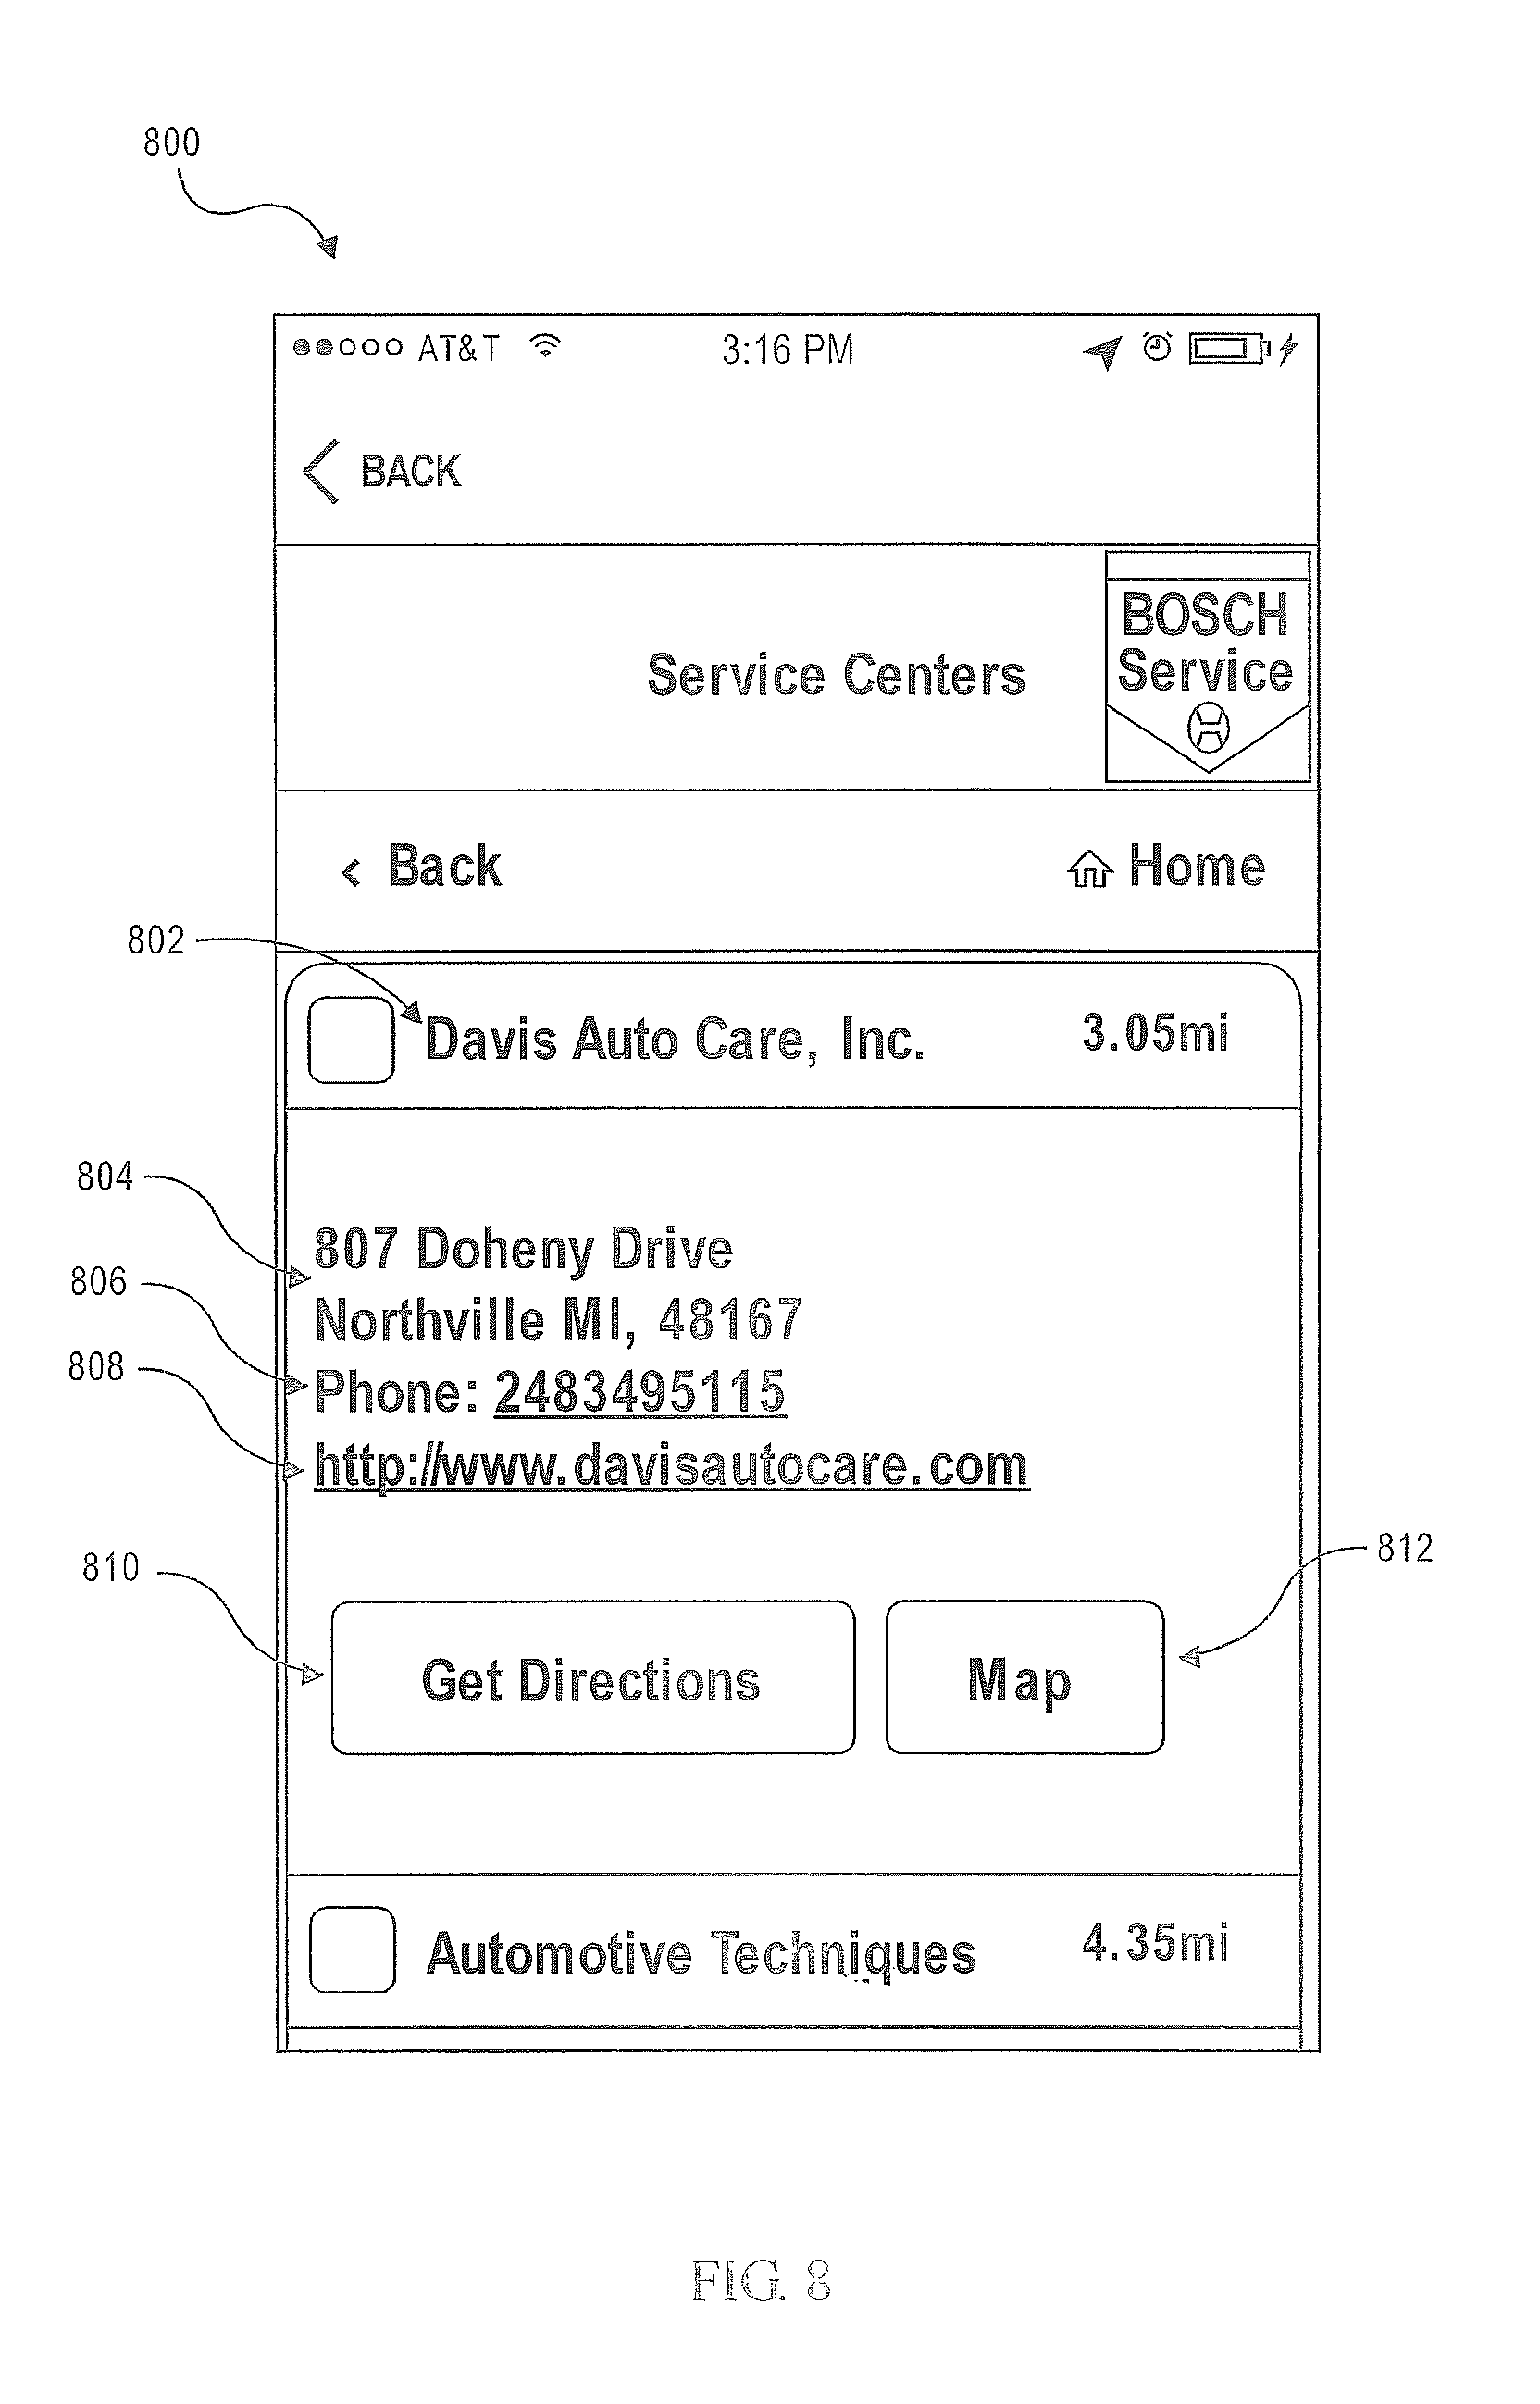 800
AT&T 3:16 PM
BACK
BOSCH
Service
Service Centers
< Back Home
802
Davis Auto Care, Inc. 3.05mi
804
807 Doheny Drive
806
Northville MI, 48167
808
Phone: 2483495115
http://www.davisautocare.com
810
812
Get Directions Map
Automotive Techniques 4.35mi
FIG. 8